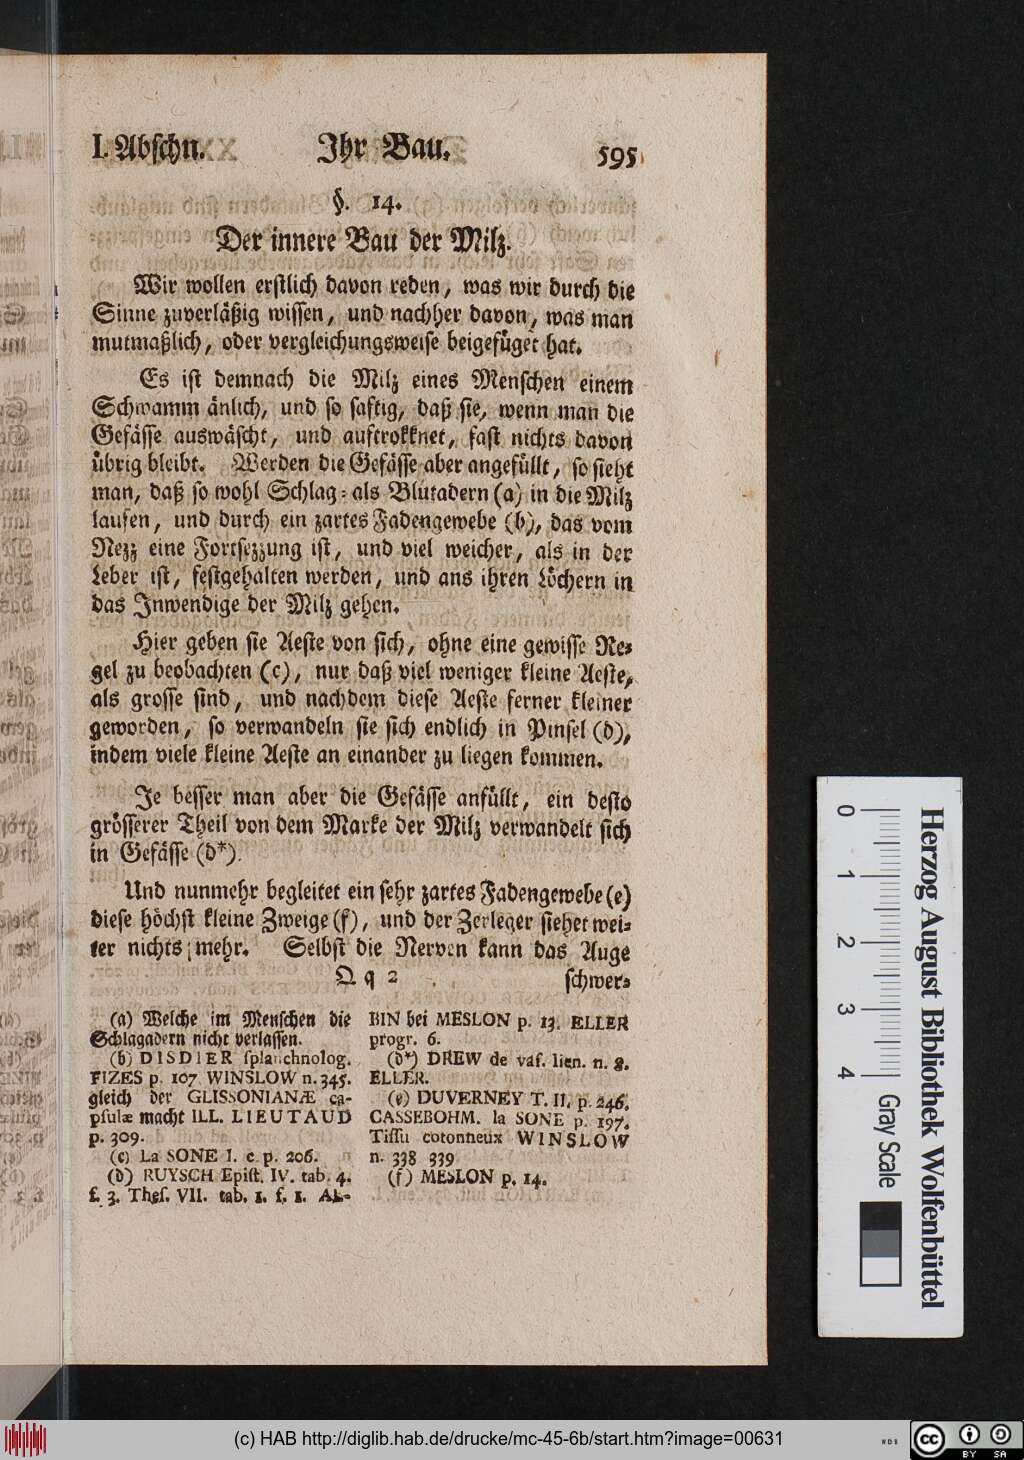 I. Abschn. Ihr Bau. 595
§. 14.
Der innere Bau der Milz.
Wir wollen erstlich davon reden, was wir durch die
Sinne zuverläßig wissen, und nachher davon, was man
mutmaßlich, oder vergleichungsweise beigefüget hat.
Es ist demnach die Milz eines Menschen einem
Schwamm änlich, und so saftig, daß sie, wenn man die
Gefässe auswäscht, und auftrokknet, fast nichts davon
übrig bleibt. Werden die Gefässe aber angefüllt, so sieht
man, daß so wohl Schlag- als Blutadern (a) in die Milz
laufen, und durch ein zartes Fadengewebe (b), das vom
Nezz eine Fortsezzung ist, und viel weicher, als in der
Leber ist, festgehalten werden, und ans ihren Löchern in
das Inwendige der Milz gehen.
Hier geben sie Aeste von sich, ohne eine gewisse Re-
gel zu beobachten (c), nur daß viel weniger kleine Aeste,
als grosse sind, und nachdem diese Aeste ferner kleiner
geworden, so verwandeln sie sich endlich in Pinsel (d),
indem viele kleine Aeste an einander zu liegen kommen.
Je besser man aber die Gefässe anfüllt, ein desto
grösserer Theil von dem Marke der Milz verwandelt sich
in Gefässe (d*).
Und nunmehr begleitet ein sehr zartes Fadengewebe (e)
diese höchst kleine Zweige (f), und der Zerleger siehet wei-
ter nichts mehr. Selbst die Nerven kann das Auge
Q q 2 schwer-
(a) Welche im Menschen die
Schlagadern nicht verlassen.
(b) DISDIER splanchnolog.
FIZES p. 107 WINSLOW n. 345.
gleich der GLISSONIANÆ ca-
psulæ macht ILL. LIEUTAUD
p. 309.
(c) La SONE I. c. p. 206.
(d) RUYSCH Epist. IV. tab. 4.
f. 3. Thes. VII. tab. 1. f. 1. AL-
BIN bei MESLON p. 13. ELLER
progr. 6.
(d*) DREW de vas. lien. n. 8.
ELLER.
(e) DUVERNEY T. II. p. 246.
CASSEBOHM. la SONE p. 197.
Tissu cotonneux WINSLOW
n. 338 339
(f) MESLON p. 14.
0 1 2 3 4
Herzog August Bibliothek Wolfenbüttel
Gray Scale
(c) HAB http://diglib.hab.de/drucke/mc-45-6b/start.htm?image=00631
cc BY SA